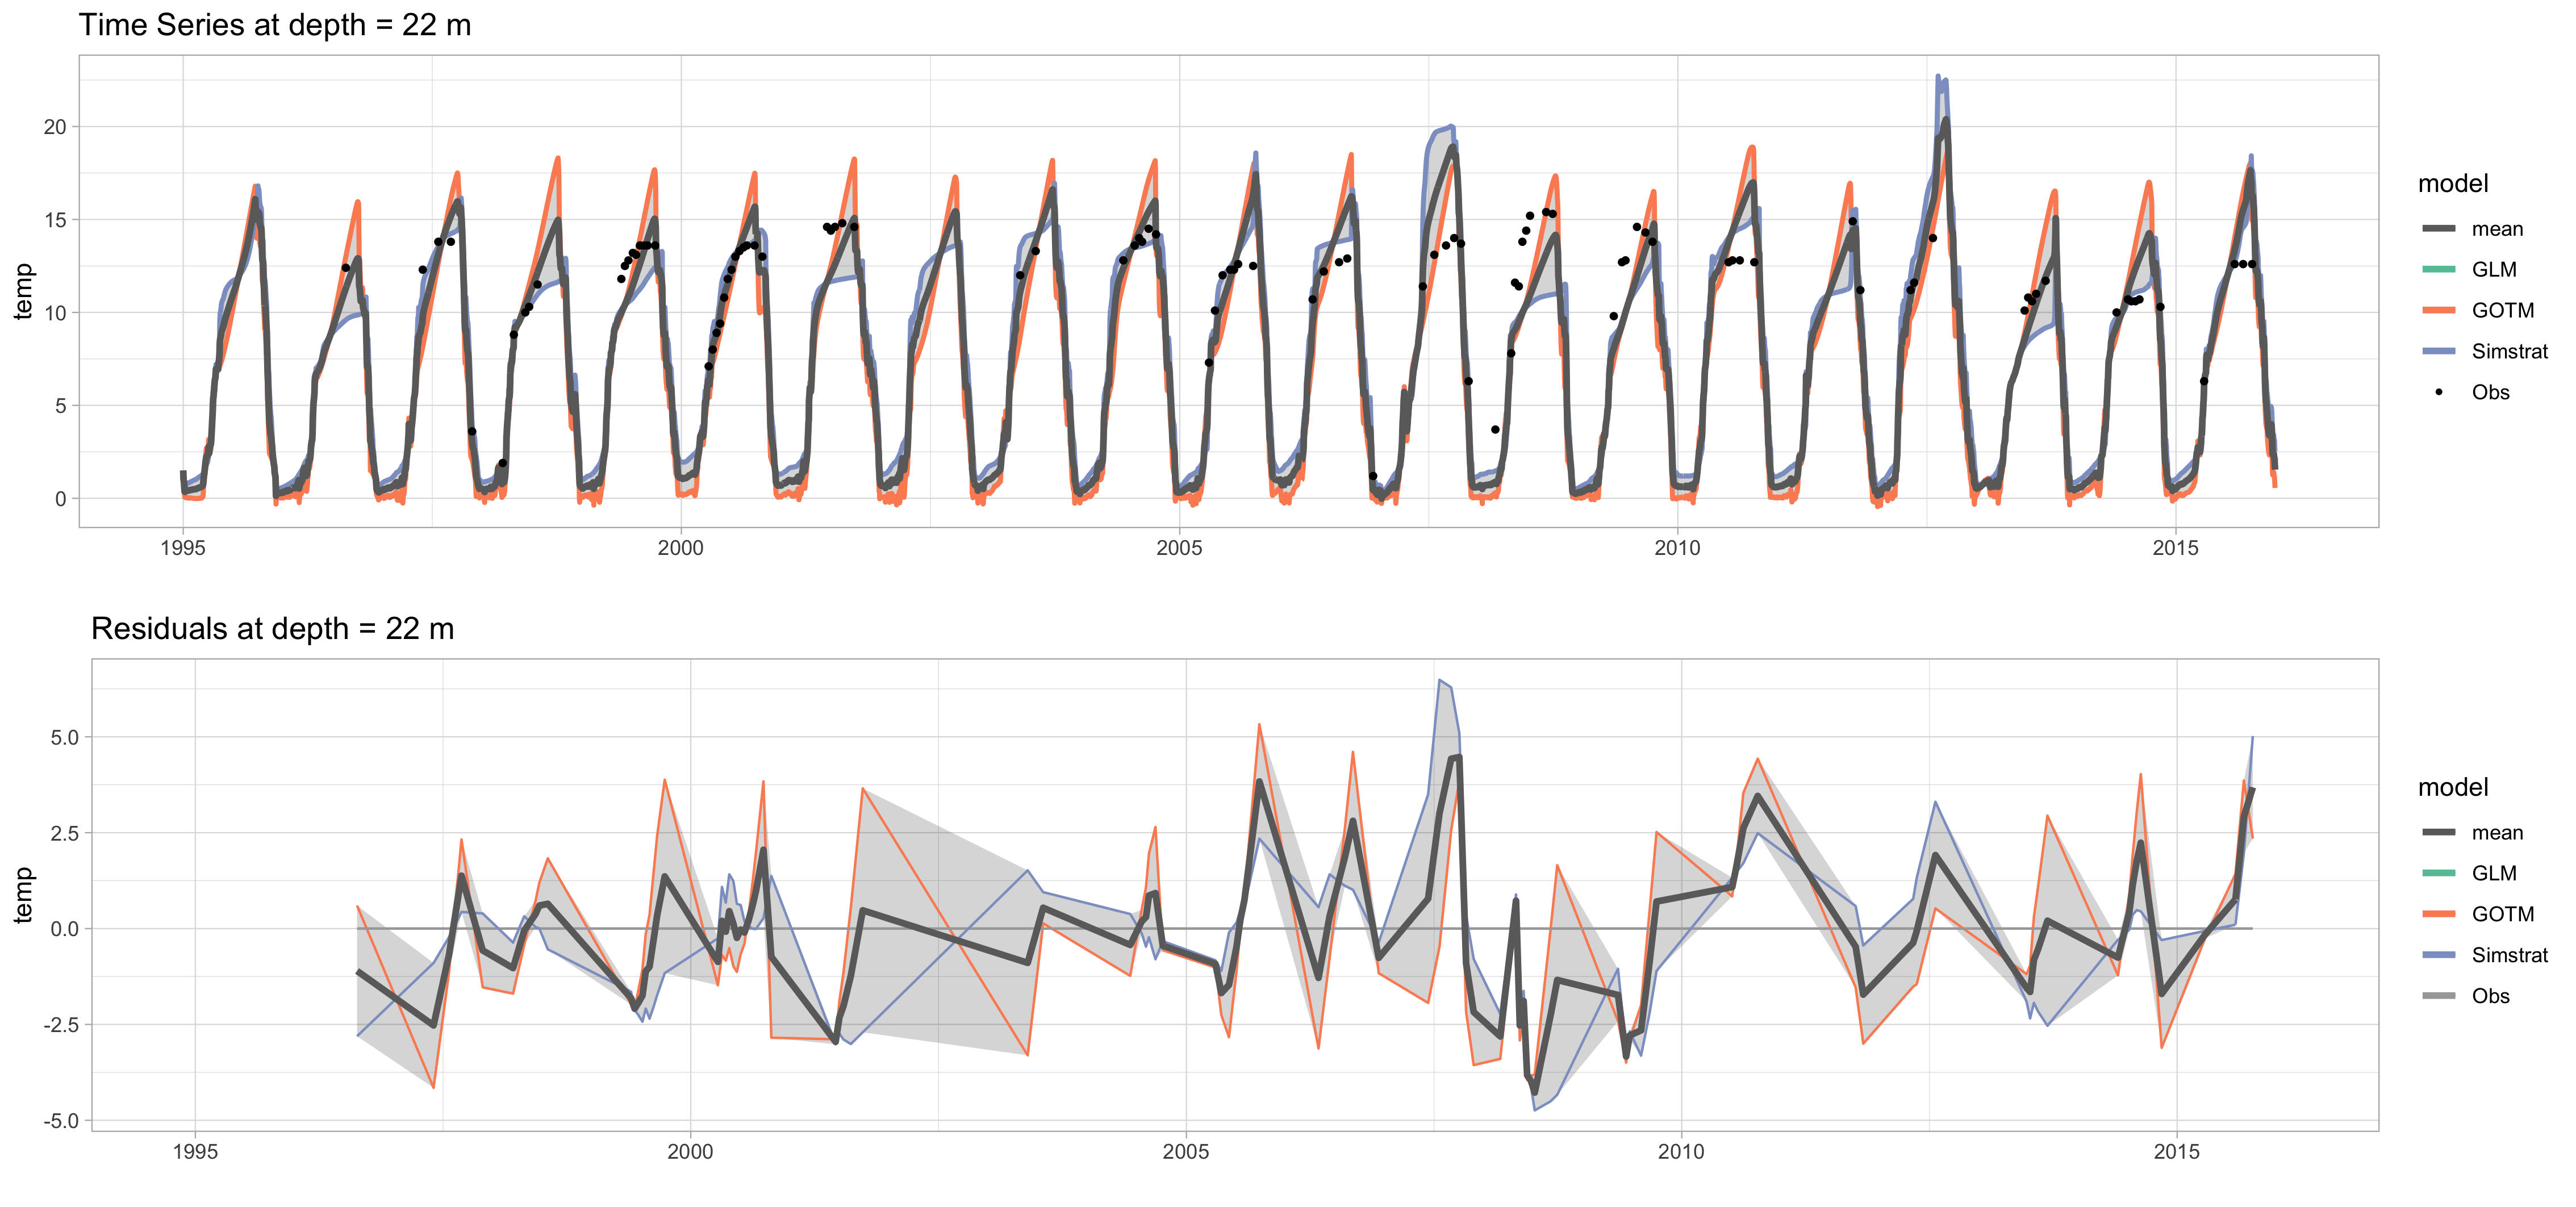 Time Series at depth = 22 m
20
15
10
5
0
temp
1995
2000
2005
2010
2015
model
mean
GLM
GOTM
Simstrat
Obs
Residuals at depth = 22 m
5.0
2.5
0.0
-2.5
-5.0
temp
1995
2000
2005
2010
2015
model
mean
GLM
GOTM
Simstrat
Obs